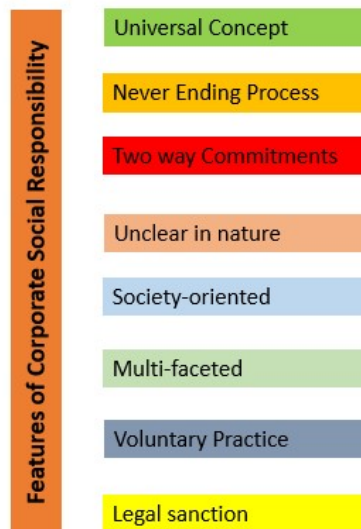 Features of Corporate Social Responsibility
Universal Concept
Never Ending Process
Two way Commitments
Unclear in nature
Society-oriented
Multi-faceted
Voluntary Practice
Legal sanction